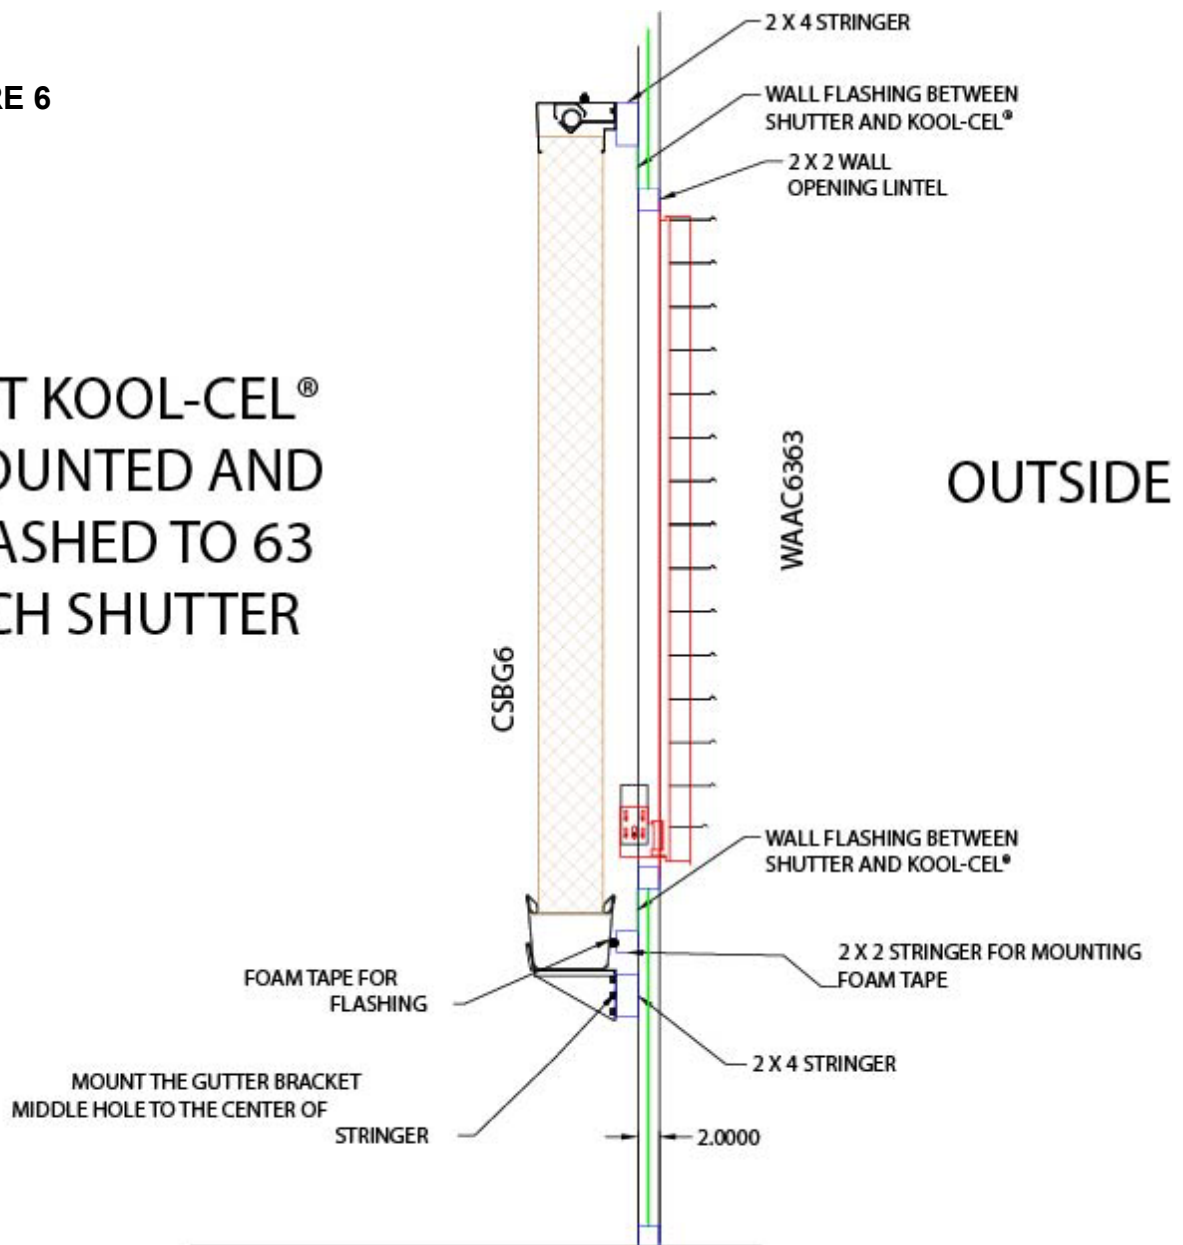 2 X 4 STRINGER
RE 6
WALL FLASHING BETWEEN
SHUTTER AND KOOL-CEL®
2 X 2 WALL
OPENING LINTEL
T KOOL-CEL®
OUNTED AND
ASHED TO 63
CH SHUTTER
WAAC6363
OUTSIDE
CSBG6
WALL FLASHING BETWEEN
SHUTTER AND KOOL-CEL®
2 X 2 STRINGER FOR MOUNTING
FOAM TAPE
FOAM TAPE FOR
FLASHING
2 X 4 STRINGER
MOUNT THE GUTTER BRACKET
MIDDLE HOLE TO THE CENTER OF
STRINGER
2.0000